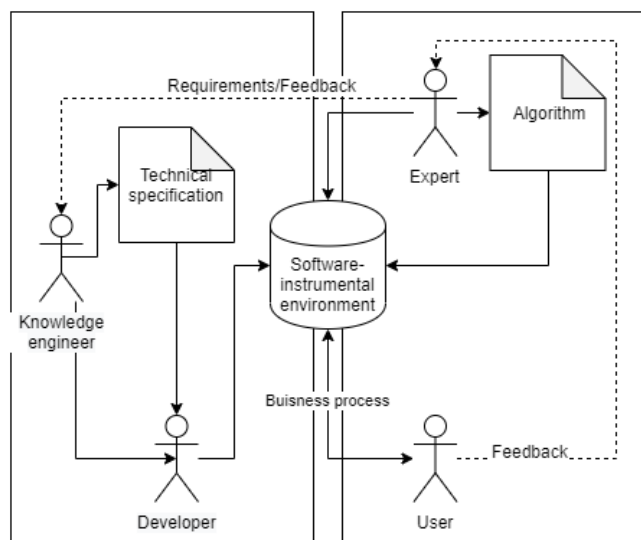 Requirements/Feedback
Algorithm
Technical
specification
Expert
Software-
instrumental
environment
Knowledge
engineer
Buisness process
Feedback
Developer
User